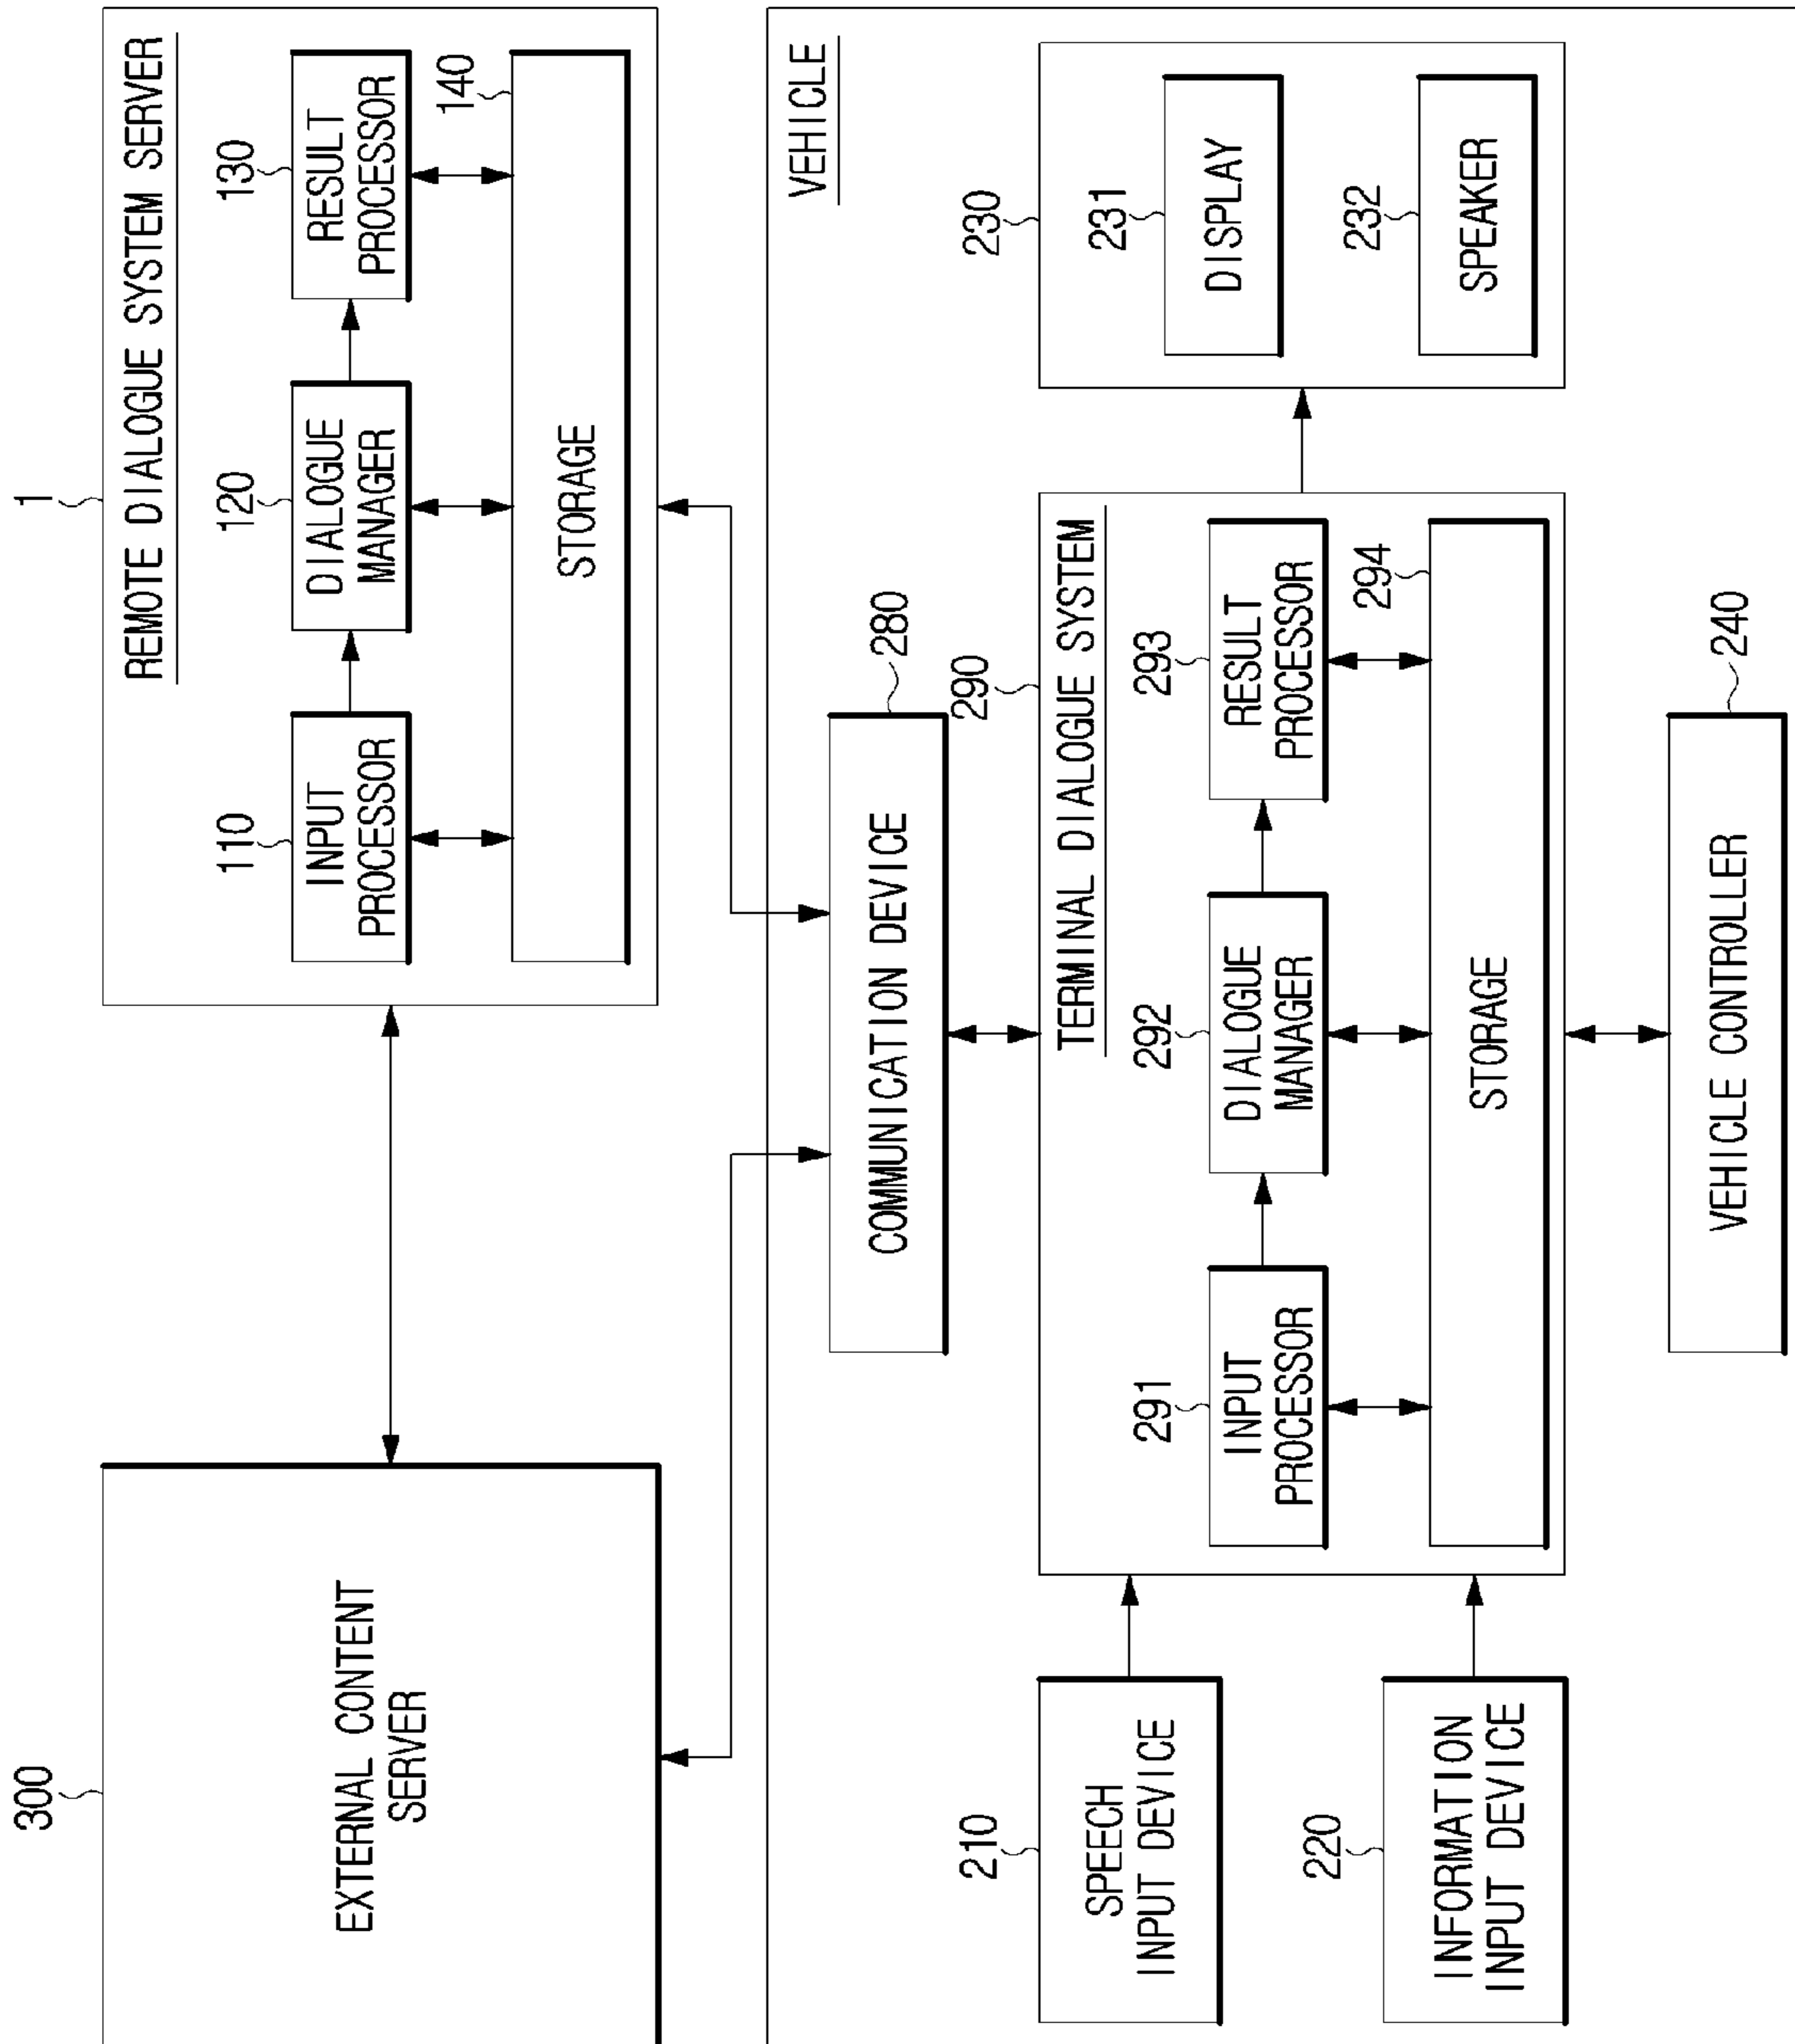 300
EXTERNAL CONTENT
SERVER
1
REMOTE DIALOGUE SYSTEM SERVER
110
INPUT
PROCESSOR
120
DIALOGUE
MANAGER
130
RESULT
PROCESSOR
140
STORAGE
VEHICLE
COMMUNICATION DEVICE
280
210
SPEECH
INPUT DEVICE
220
INFORMATION
INPUT DEVICE
290
TERMINAL DIALOGUE SYSTEM
291
INPUT
PROCESSOR
292
DIALOGUE
MANAGER
293
RESULT
PROCESSOR
294
STORAGE
230
231
DISPLAY
232
SPEAKER
VEHICLE CONTROLLER
240